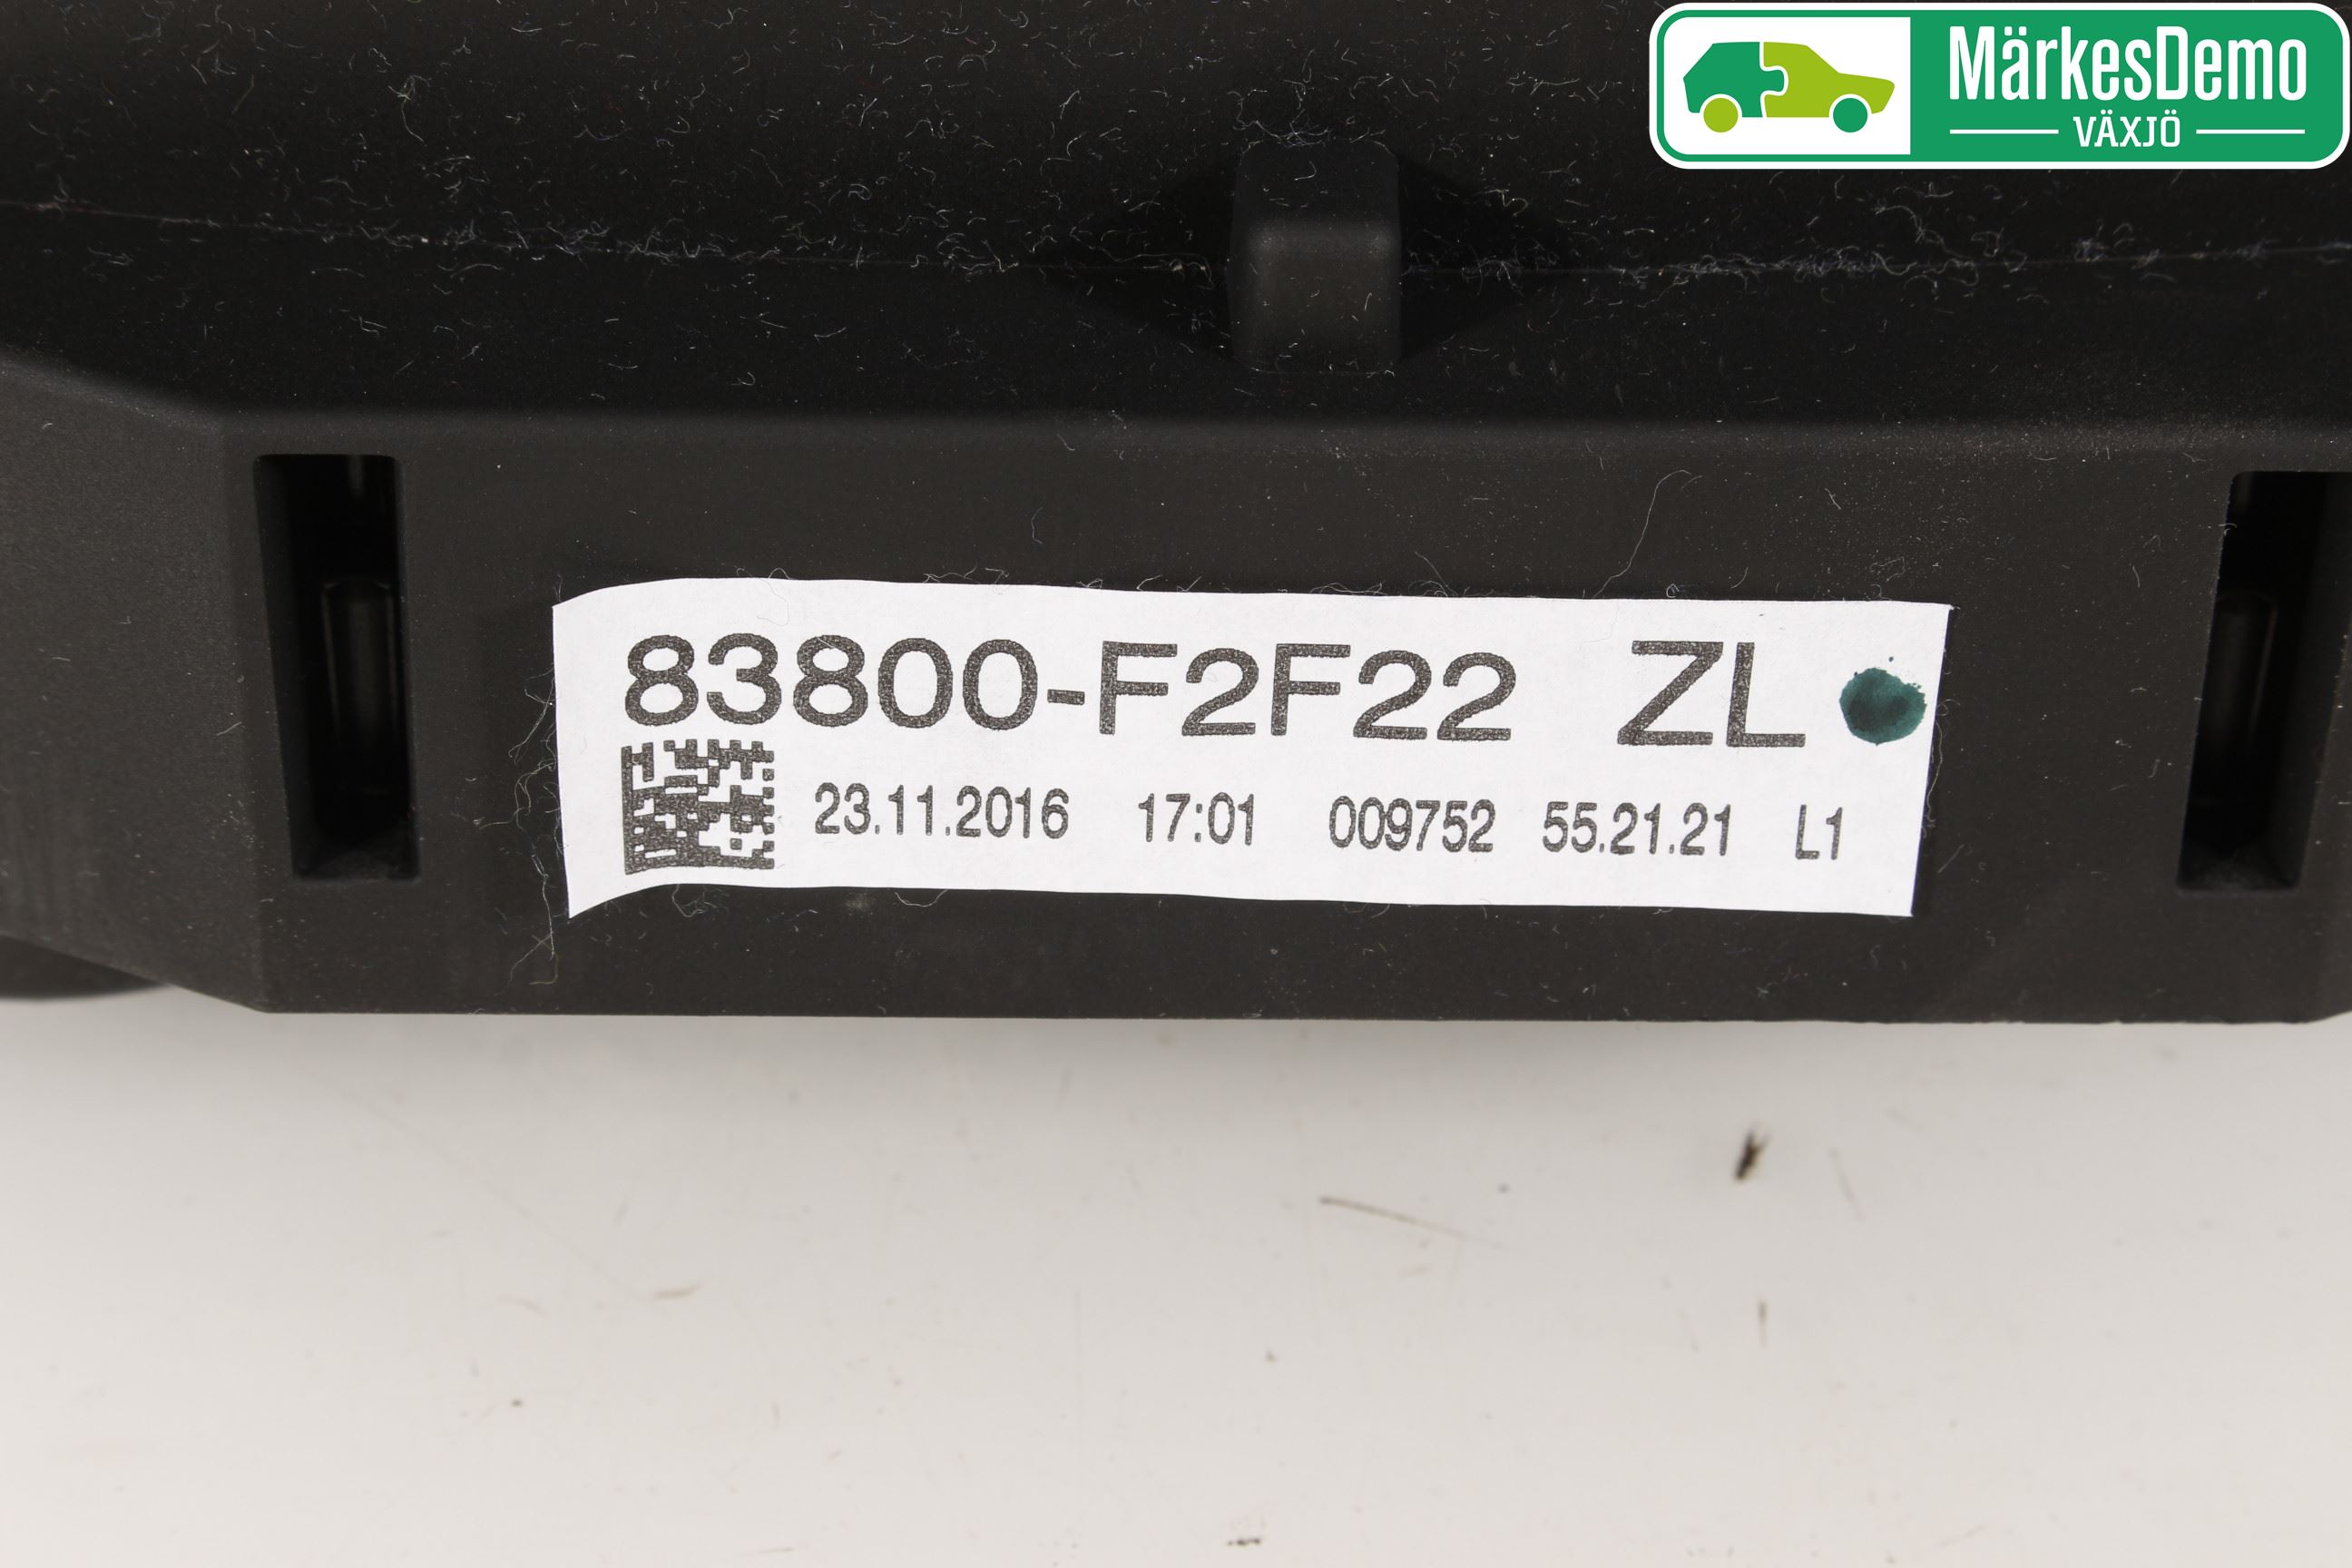 MärkesDemo
VÄXJÖ
83800-F2F22 ZL
23.11.2016 17:01 009752 55.21.21 L1